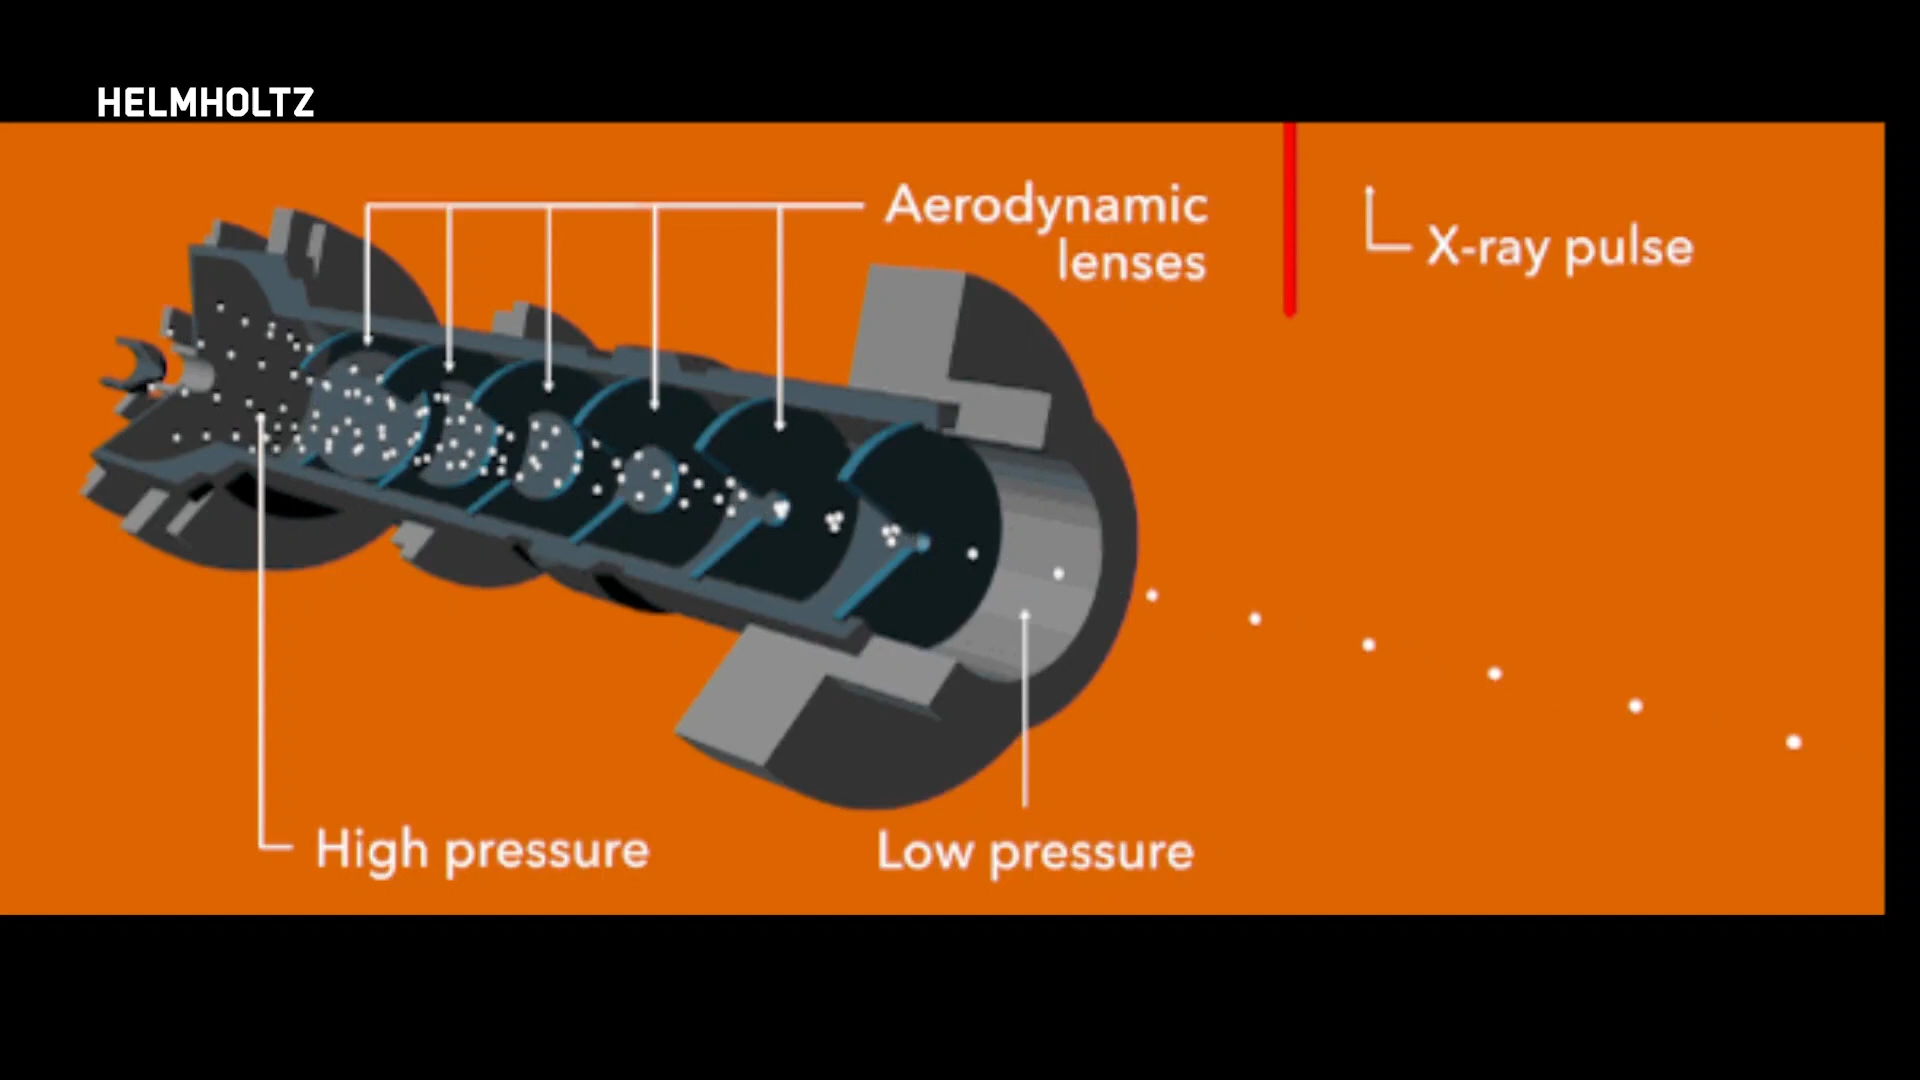 HELMHOLTZ
Aerodynamic
lenses
X-ray pulse
High pressure
Low pressure